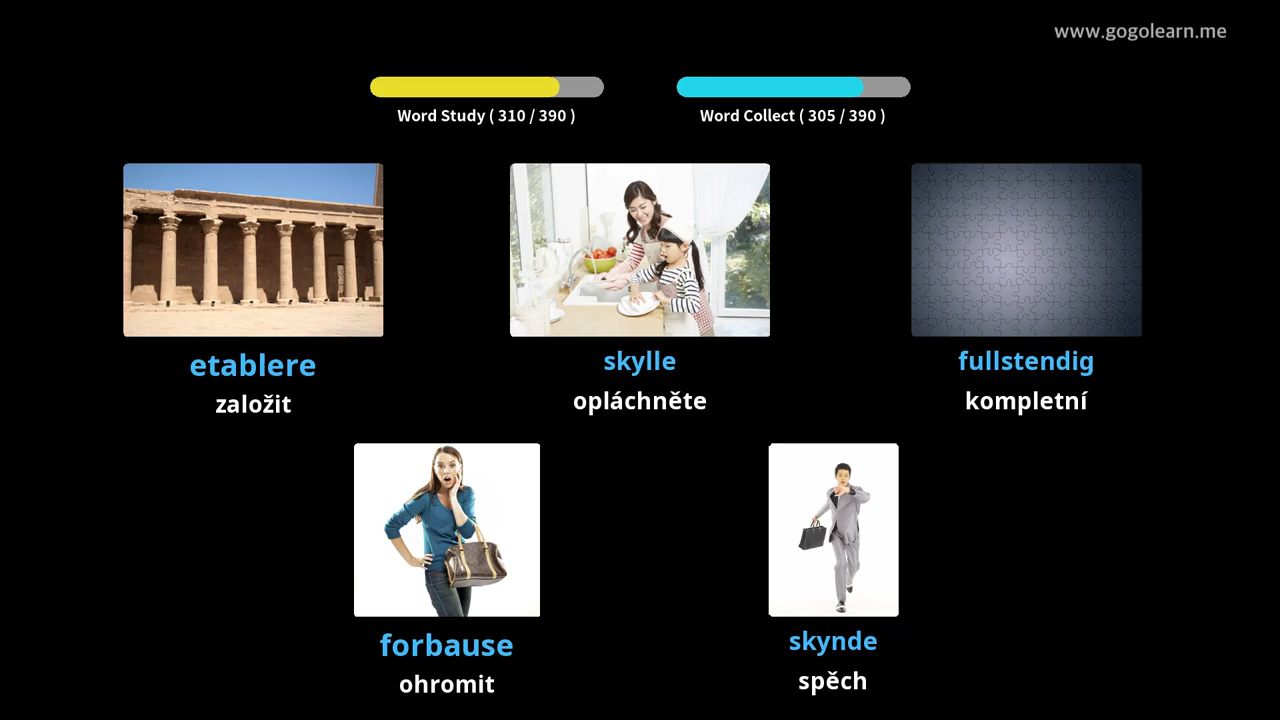 www.gogolearn.me
Word Study ( 310 / 390 )
Word Collect ( 305 / 390 )
etablere
založit
skylle
opláchněte
fullstendig
kompletní
forbause
ohromit
skynde
spěch